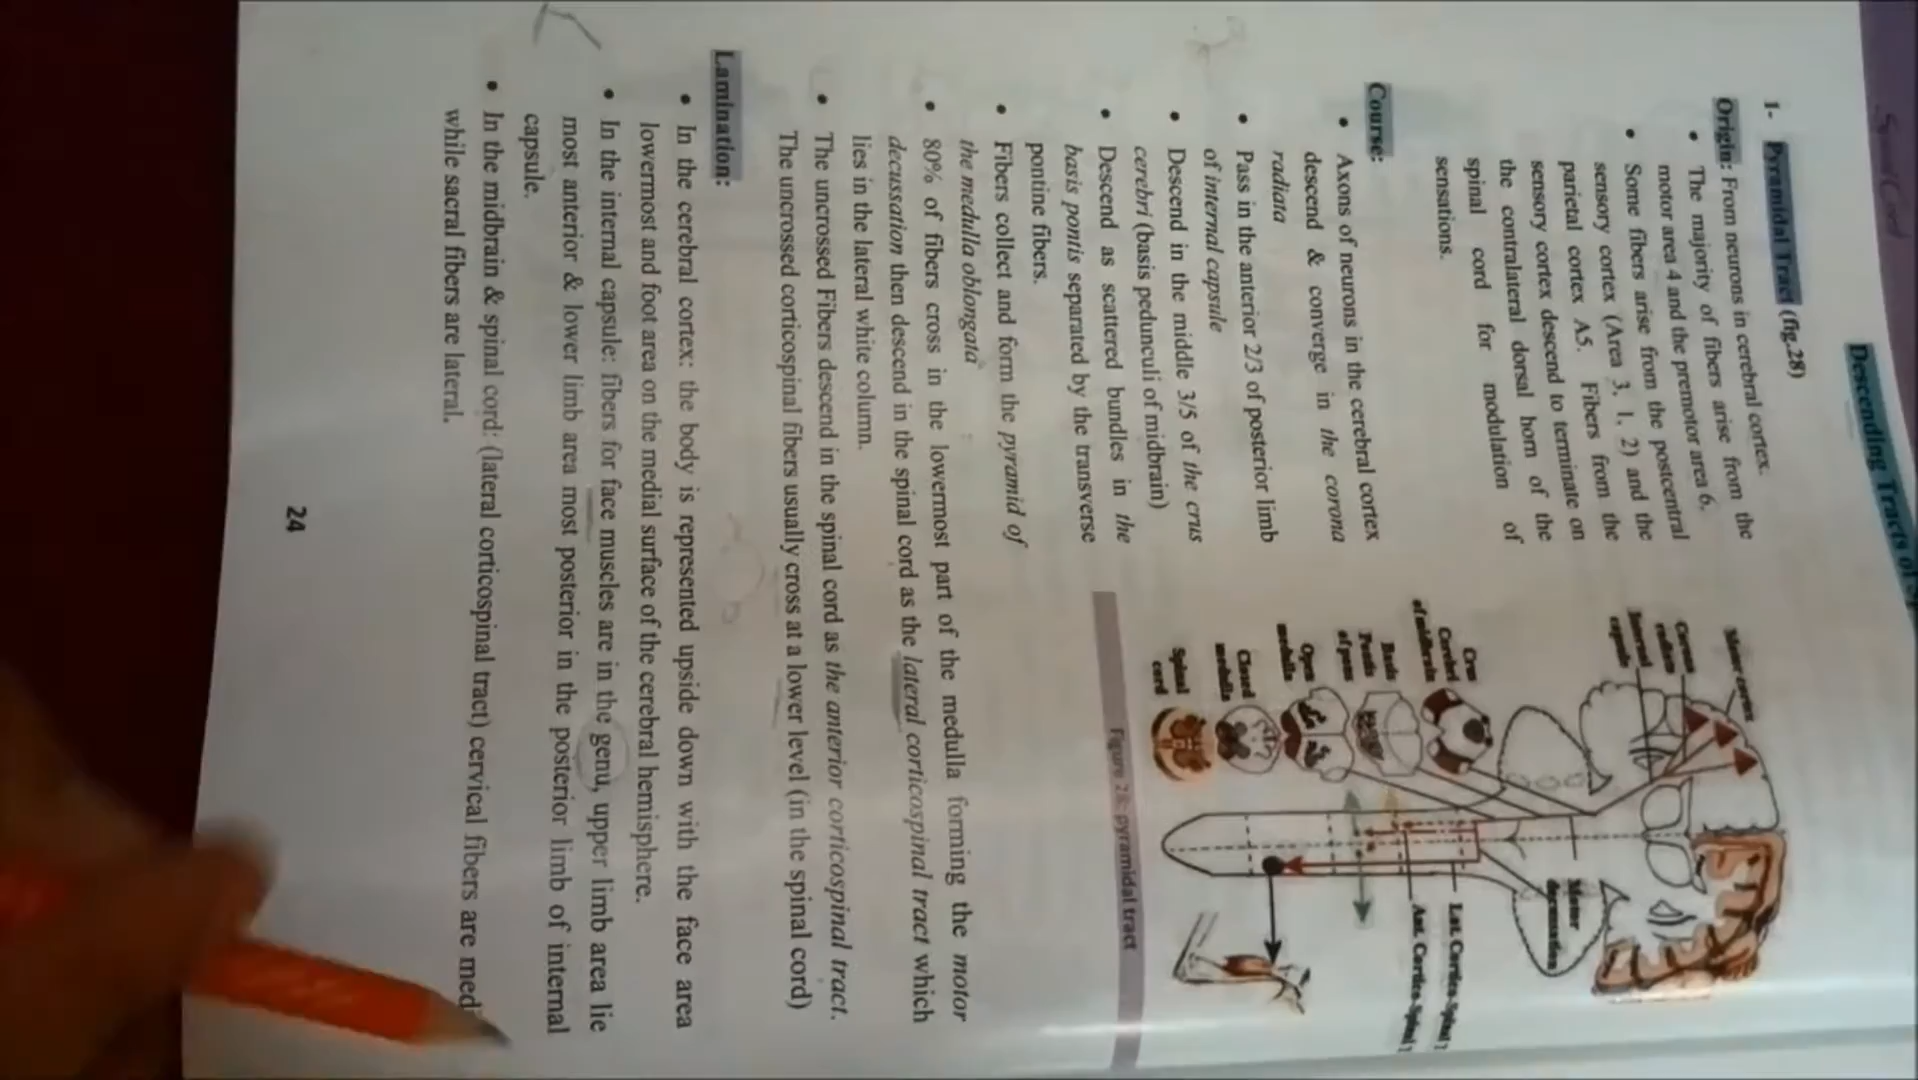 Descending Tracts of
1- Pyramidal Tract (fig.28)
Origin: From neurons in cerebral cortex.
• The majority of fibers arise from the
motor area 4 and the premotor area 6.
• Some fibers arise from the postcentral
sensory cortex (Area 3, 1, 2) and the
parietal cortex A5. Fibers from the
sensory cortex descend to terminate on
the contralateral dorsal horn of the
spinal cord for modulation of
sensations.
Course:
• Axons of neurons in the cerebral cortex
descend & converge in the corona
radiata
• Pass in the anterior 2/3 of posterior limb
of internal capsule
• Descend in the middle 3/5 of the crus
cerebri (basis pedunculi of midbrain)
• Descend as scattered bundles in the
basis pontis separated by the transverse
pontine fibers.
• Fibers collect and form the pyramid of
the medulla oblongata
• 80% of fibers cross in the lowermost part of the medulla forming the motor
decussation then descend in the spinal cord as the lateral corticospinal tract which
lies in the lateral white column.
• The uncrossed Fibers descend in the spinal cord as the anterior corticospinal tract.
The uncrossed corticospinal fibers usually cross at a lower level (in the spinal cord)
Lamination:
• In the cerebral cortex: the body is represented upside down with the face area
lowermost and foot area on the medial surface of the cerebral hemisphere.
• In the internal capsule: fibers for face muscles are in the genu, upper limb area lie
most anterior & lower limb area most posterior in the posterior limb of internal
capsule.
• In the midbrain & spinal cord: (lateral corticospinal tract) cervical fibers are med
while sacral fibers are lateral.
24
Motor cortex
Corona
radiata
Internal
capsule
Crus
Cerebri
of midbrain
Basis
Pontis
of pons
Open
medulla
Closed
medulla
Spinal
cord
Motor
decussation
Lat. Cortico-Spinal
Ant. Cortico-Spinal
Figure 28: pyramidal tract